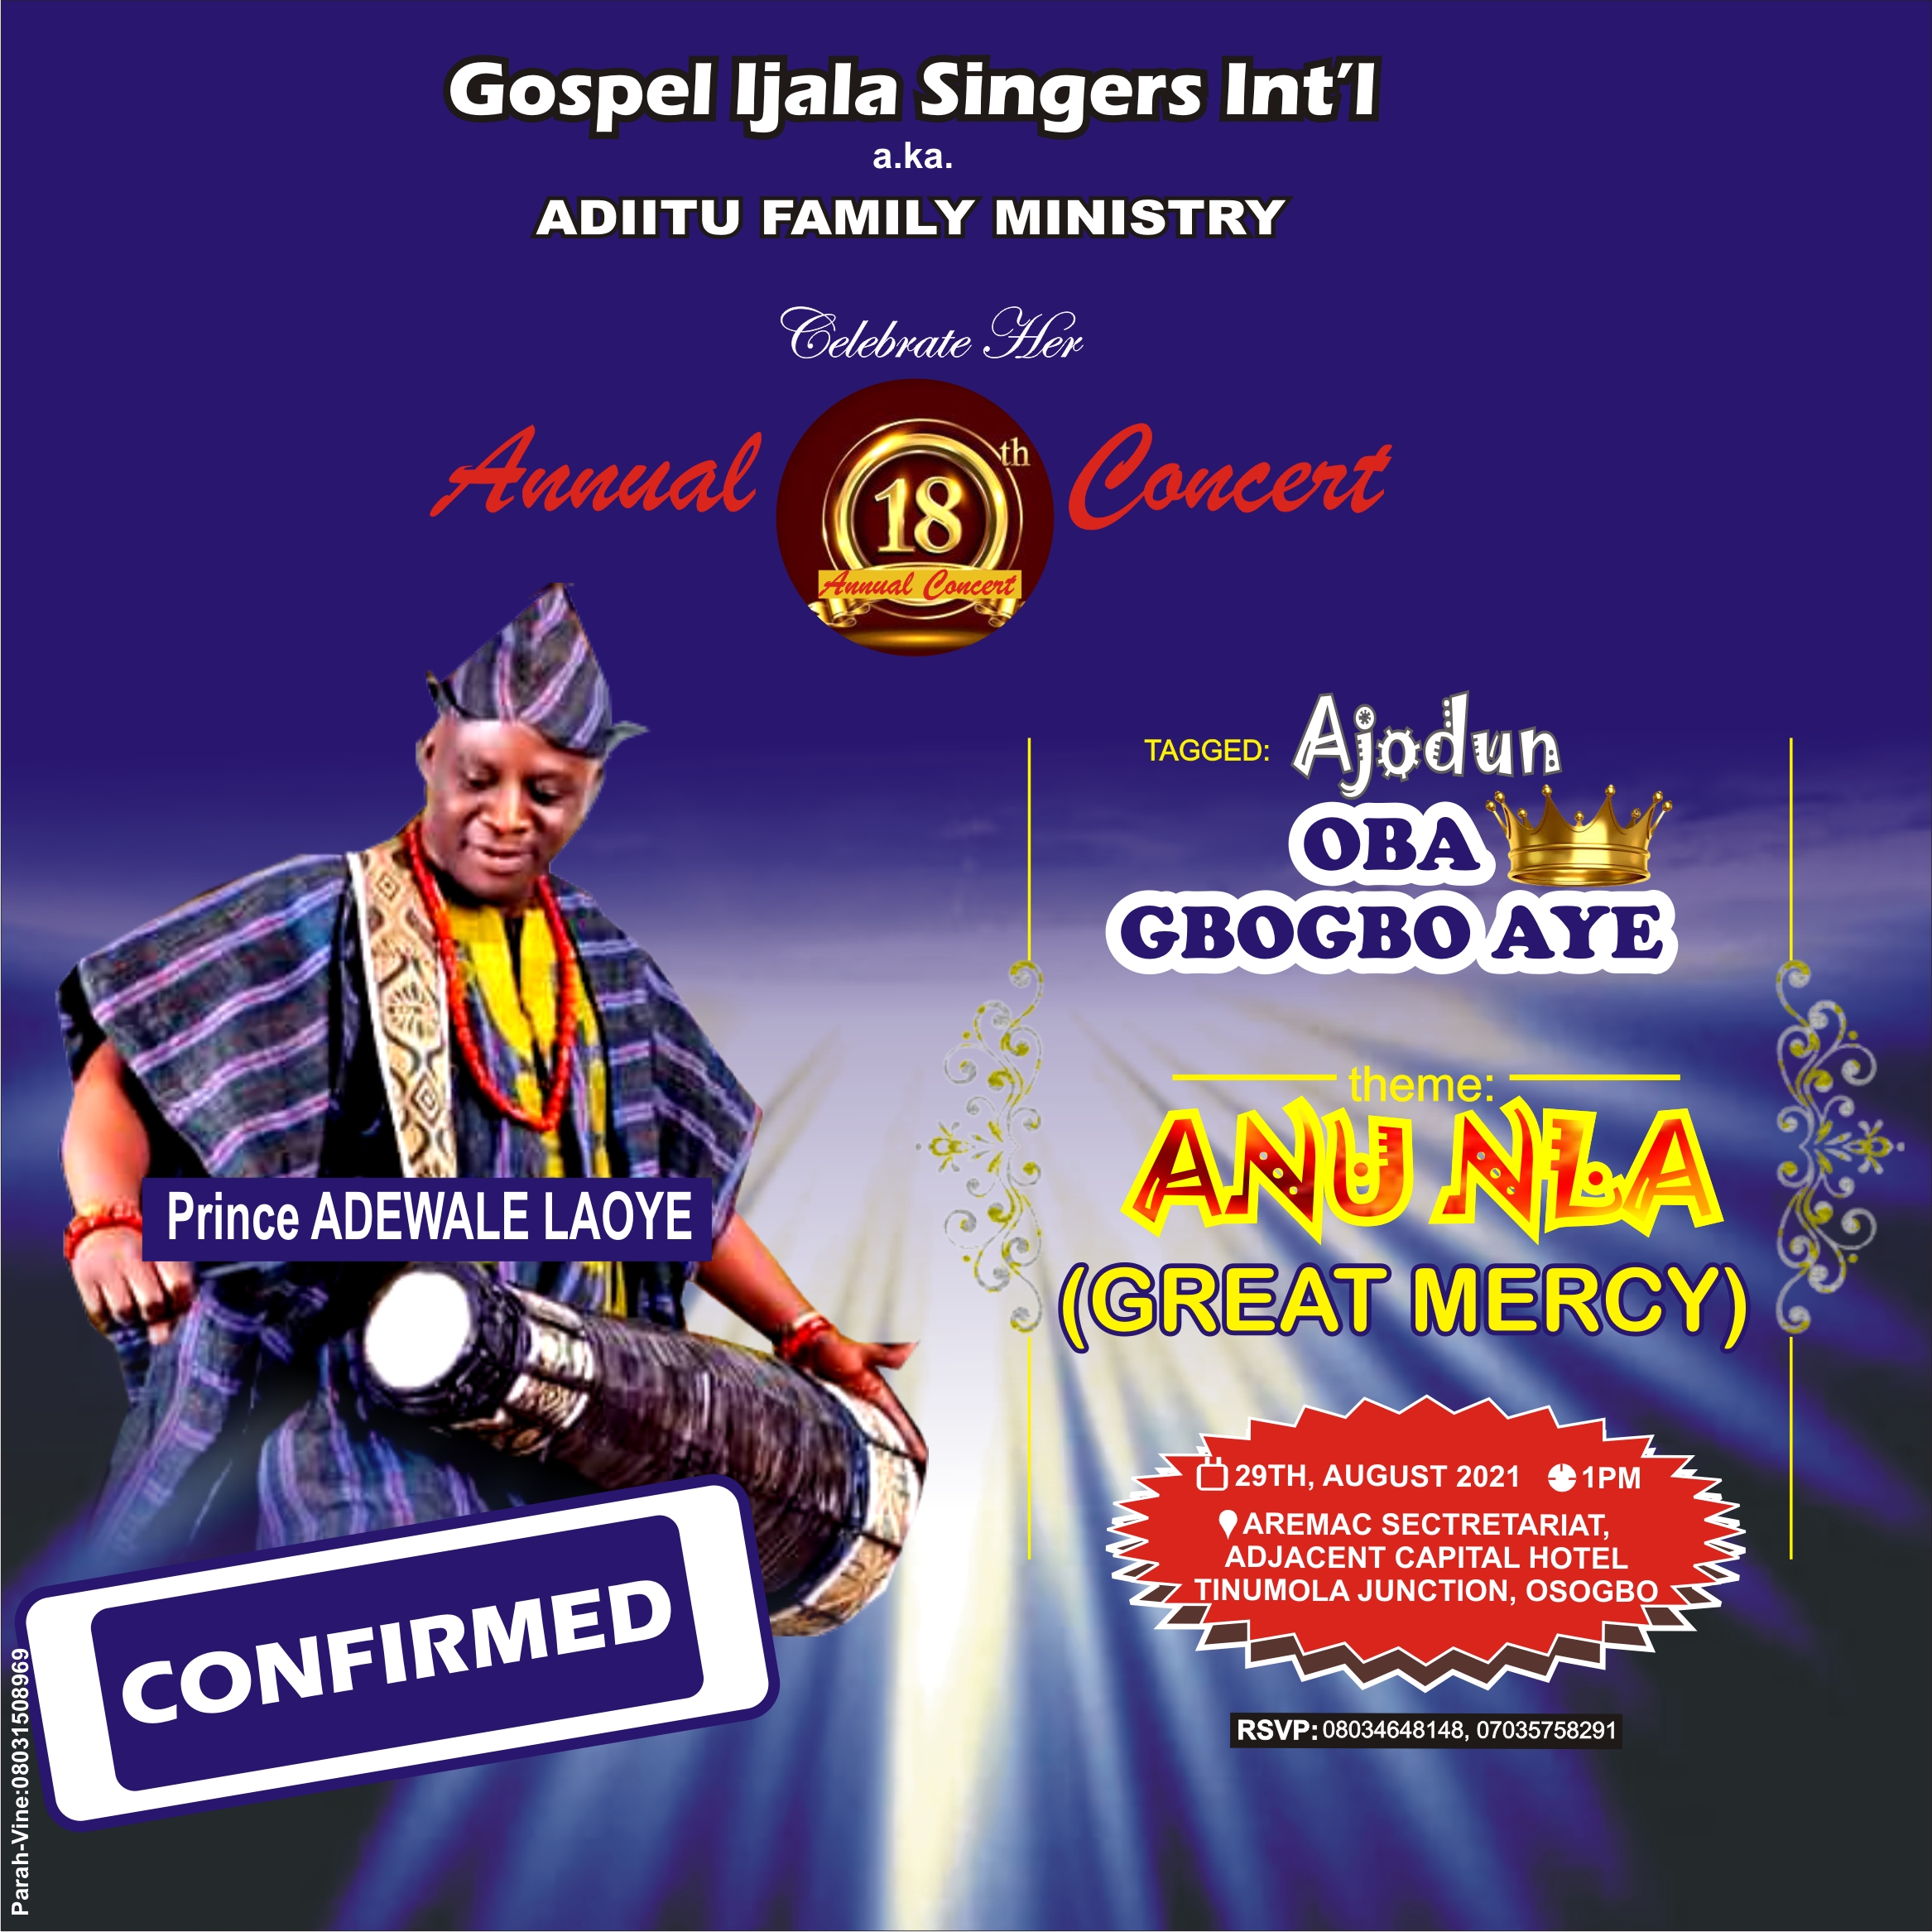 Gospel Ijala Singers Int'l
a.ka.
ADIITU FAMILY MINISTRY
Celebrate Her
Annual
18th
Annual Concert
Concert
TAGGED: Ajodun
OBA
GBOGBO AYE
theme:
ANU NLA
(GREAT MERCY)
Prince ADEWALE LAOYE
29TH, AUGUST 2021 1PM
AREMAC SECTRETARIAT,
ADJACENT CAPITAL HOTEL
TINUMOLA JUNCTION, OSOGBO
CONFIRMED
RSVP: 08034648148, 07035758291
Parah-Vine:08031508969